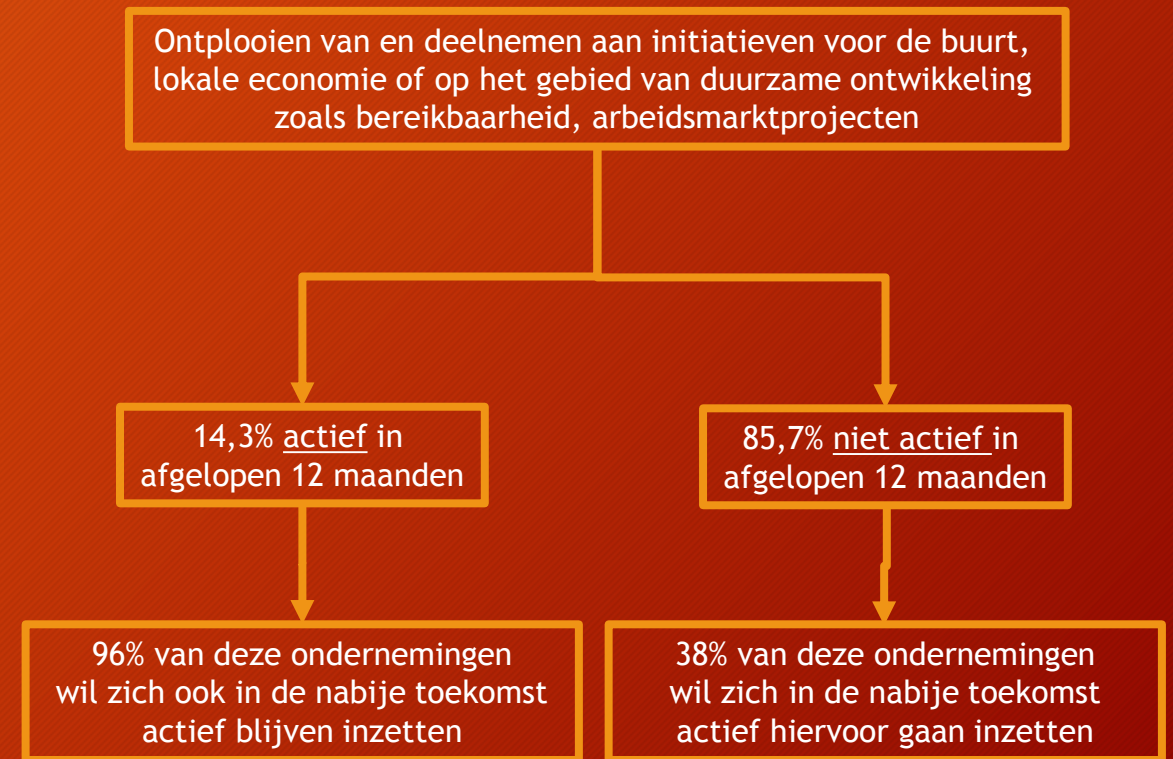 Ontplooien van en deelnemen aan initiatieven voor de buurt,
lokale economie of op het gebied van duurzame ontwikkeling
zoals bereikbaarheid, arbeidsmarktprojecten
14,3% actief in
afgelopen 12 maanden
85,7% niet actief in
afgelopen 12 maanden
96% van deze ondernemingen
wil zich ook in de nabije toekomst
actief blijven inzetten
38% van deze ondernemingen
wil zich in de nabije toekomst
actief hiervoor gaan inzetten